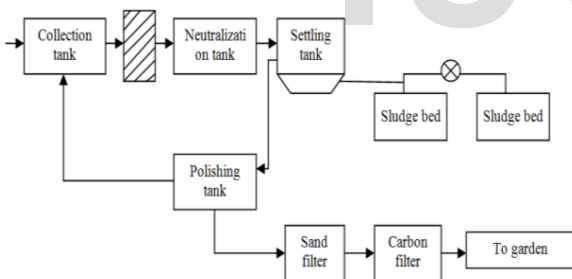 Collection
tank
Neutralizati
on tank
Settling
tank
Sludge bed
Sludge bed
Polishing
tank
Sand
filter
Carbon
filter
To garden